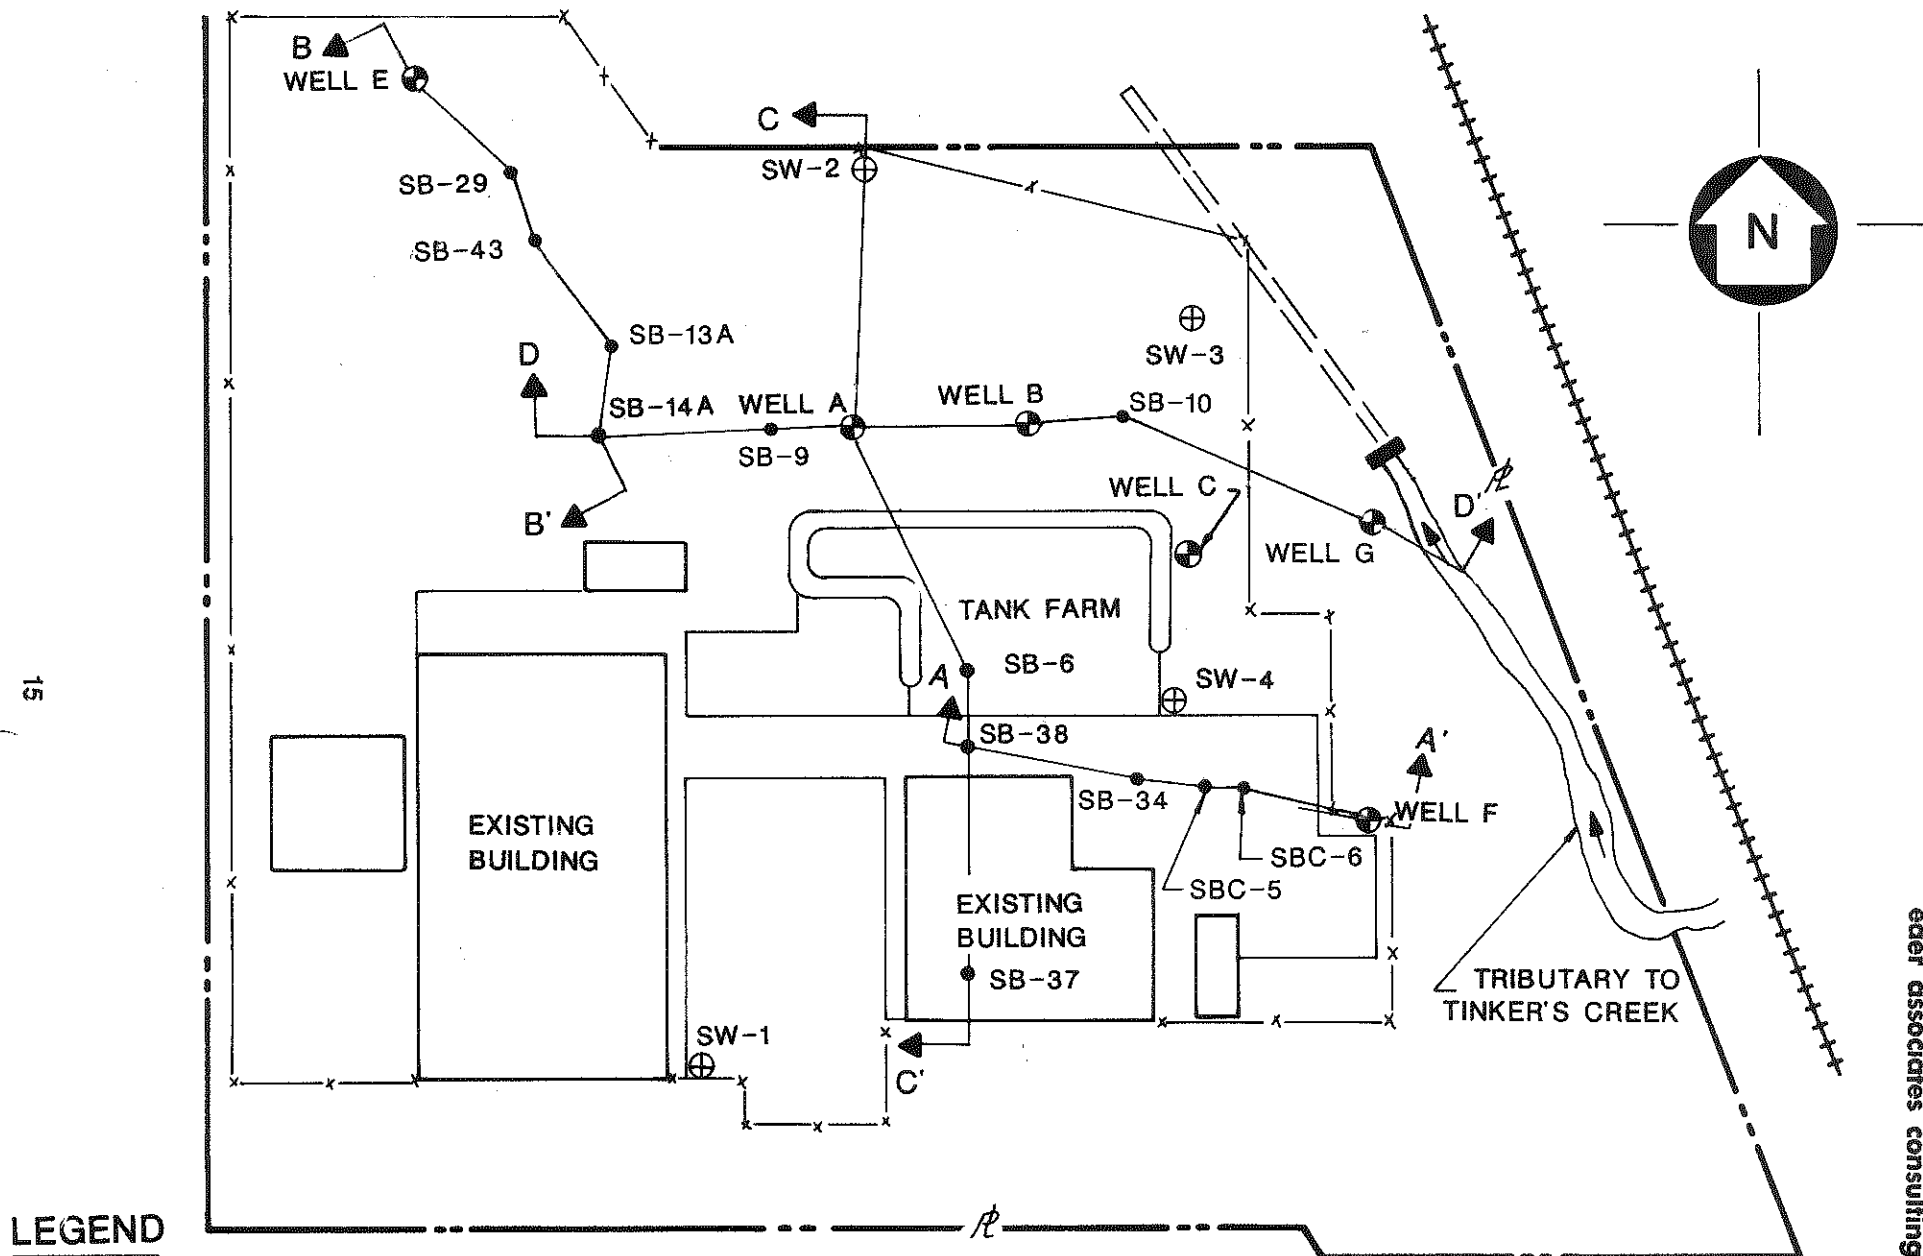 B
WELL E
C
SW-2
N
SB-29
SB-43
SB-13A
SW-3
D
SB-14A
WELL A
WELL B
SB-10
SB-9
WELL C
D'
B'
WELL G
TANK FARM
SB-6
A
SW-4
SB-38
A'
SB-34
WELL F
EXISTING
BUILDING
SBC-6
SBC-5
EXISTING
BUILDING
SB-37
TRIBUTARY TO
TINKER'S CREEK
SW-1
C'
15
LEGEND
eder associates consulting